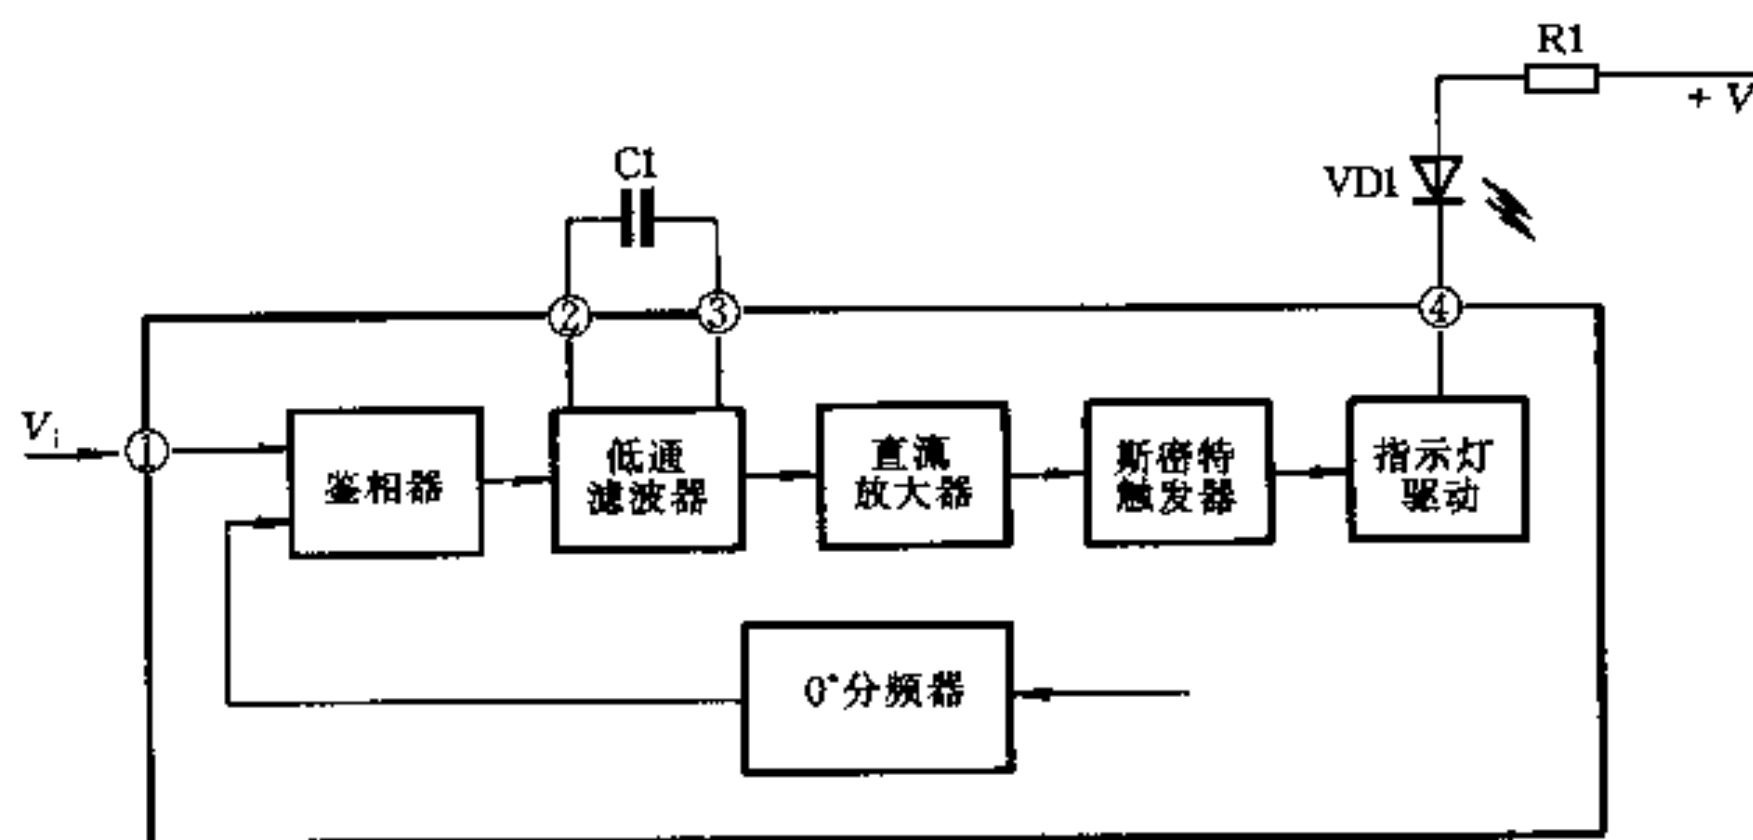 R1
+ V
C1
VD1
②
③
④
Vi
①
鉴相器
低通
滤波器
直流
放大器
斯密特
触发器
指示灯
驱动
0°分频器